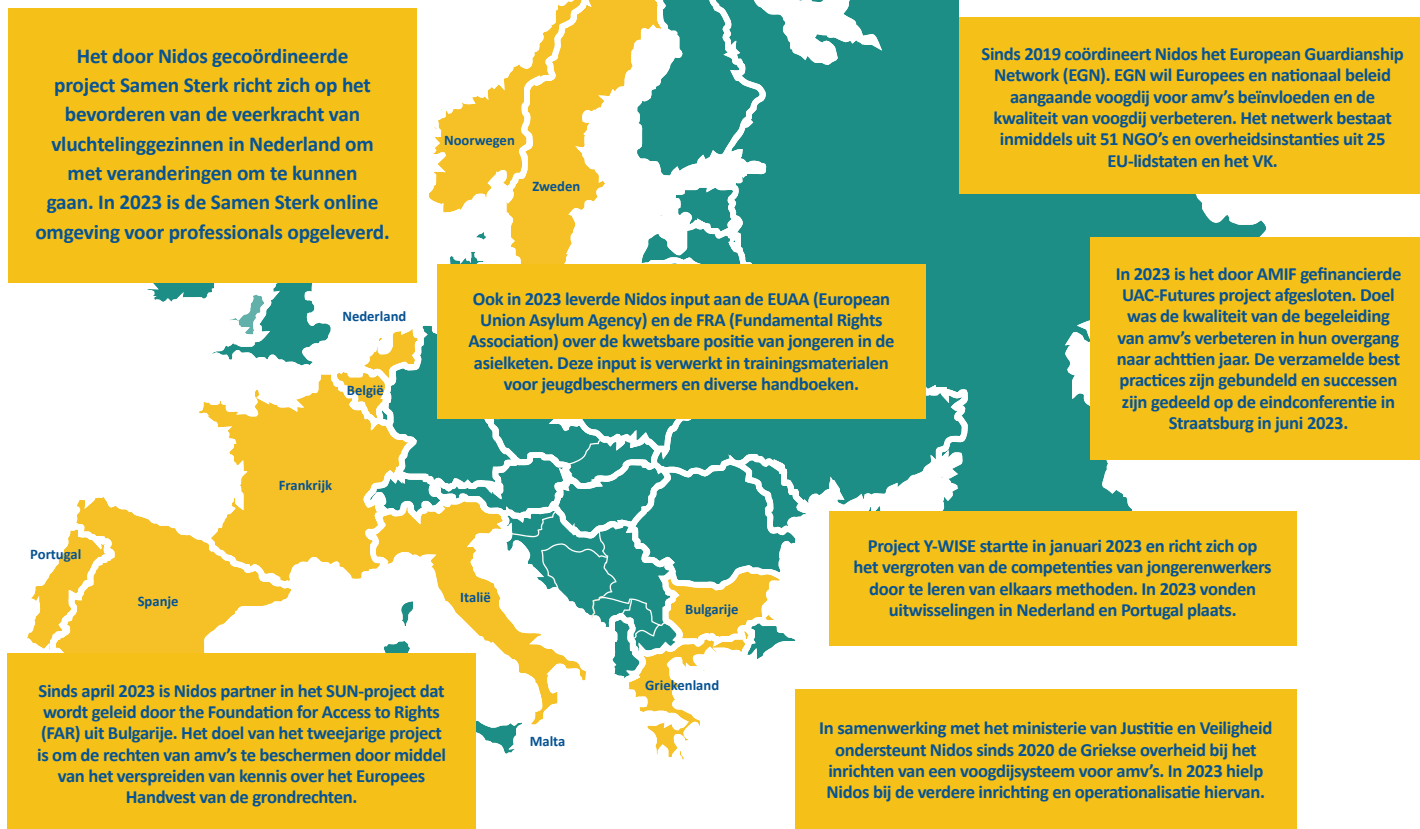 Het door Nidos gecoördineerde
project Samen Sterk richt zich op het
bevorderen van de veerkracht van
vluchtelinggezinnen in Nederland om
met veranderingen om te kunnen
gaan. In 2023 is de Samen Sterk online
omgeving voor professionals opgeleverd.
Sinds 2019 coördineert Nidos het European Guardianship
Network (EGN). EGN wil Europees en nationaal beleid
aangaande voogdij voor amv's beïnvloeden en de
kwaliteit van voogdij verbeteren. Het netwerk bestaat
inmiddels uit 51 NGO's en overheidsinstanties uit 25
EU-lidstaten en het VK.
Noorwegen
Zweden
In 2023 is het door AMIF gefinancierde
UAC-Futures project afgesloten. Doel
was de kwaliteit van de begeleiding
van amv's verbeteren in hun overgang
naar achttien jaar. De verzamelde best
practices zijn gebundeld en successen
zijn gedeeld op de eindconferentie in
Straatsburg in juni 2023.
Ook in 2023 leverde Nidos input aan de EUAA (European
Union Asylum Agency) en de FRA (Fundamental Rights
Association) over de kwetsbare positie van jongeren in de
asielketen. Deze input is verwerkt in trainingsmaterialen
voor jeugdbeschermers en diverse handboeken.
Nederland
België
Frankrijk
Portugal
Spanje
Italië
Bulgarije
Griekenland
Malta
Project Y-WISE startte in januari 2023 en richt zich op
het vergroten van de competenties van jongerenwerkers
door te leren van elkaars methoden. In 2023 vonden
uitwisselingen in Nederland en Portugal plaats.
Sinds april 2023 is Nidos partner in het SUN-project dat
wordt geleid door the Foundation for Access to Rights
(FAR) uit Bulgarije. Het doel van het tweejarige project
is om de rechten van amv's te beschermen door middel
van het verspreiden van kennis over het Europees
Handvest van de grondrechten.
In samenwerking met het ministerie van Justitie en Veiligheid
ondersteunt Nidos sinds 2020 de Griekse overheid bij het
inrichten van een voogdijsysteem voor amv's. In 2023 hielp
Nidos bij de verdere inrichting en operationalisatie hiervan.